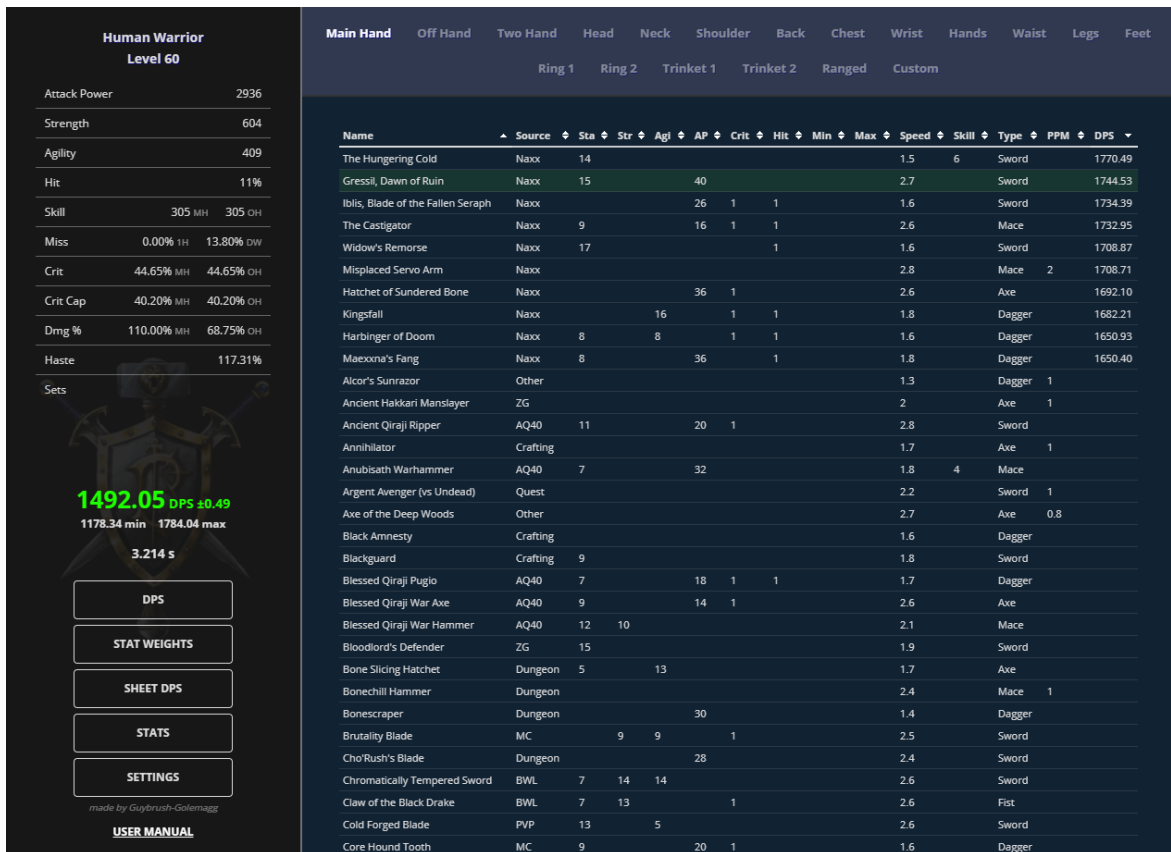 Human Warrior
Level 60
Attack Power 2936
Strength 604
Agility 409
Hit 11%
Skill 305 MH 305 OH
Miss 0.00% 1H 13.80% DW
Crit 44.65% MH 44.65% OH
Crit Cap 40.20% MH 40.20% OH
Dmg % 110.00% MH 68.75% OH
Haste 117.31%
Sets
1492.05 DPS ±0.49
1178.34 min 1784.04 max
3.214 s
DPS
STAT WEIGHTS
SHEET DPS
STATS
SETTINGS
made by Guybrush-Golemagg
USER MANUAL
Main Hand Off Hand Two Hand Head Neck Shoulder Back Chest Wrist Hands Waist Legs Feet
Ring 1 Ring 2 Trinket 1 Trinket 2 Ranged Custom
Name Source Sta Str Agi AP Crit Hit Min Max Speed Skill Type PPM DPS
The Hungering Cold Naxx 14 1.5 6 Sword 1770.49
Gressil, Dawn of Ruin Naxx 15 40 2.7 Sword 1744.53
Iblis, Blade of the Fallen Seraph Naxx 26 1 1 1.6 Sword 1734.39
The Castigator Naxx 9 16 1 1 2.6 Mace 1732.95
Widow's Remorse Naxx 17 1 1.6 Sword 1708.87
Misplaced Servo Arm Naxx 2.8 Mace 2 1708.71
Hatchet of Sundered Bone Naxx 36 1 2.6 Axe 1692.10
Kingsfall Naxx 16 1 1 1.8 Dagger 1682.21
Harbinger of Doom Naxx 8 8 1 1 1.6 Dagger 1650.93
Maexxna's Fang Naxx 8 36 1 1.8 Dagger 1650.40
Alcor's Sunrazor Other 1.3 Dagger 1
Ancient Hakkari Manslayer ZG 2 Axe 1
Ancient Qiraji Ripper AQ40 11 20 1 2.8 Sword
Annihilator Crafting 1.7 Axe 1
Anubisath Warhammer AQ40 7 32 1.8 4 Mace
Argent Avenger (vs Undead) Quest 2.2 Sword 1
Axe of the Deep Woods Other 2.7 Axe 0.8
Black Amnesty Crafting 1.6 Dagger
Blackguard Crafting 9 1.8 Sword
Blessed Qiraji Pugio AQ40 7 18 1 1 1.7 Dagger
Blessed Qiraji War Axe AQ40 9 14 1 2.6 Axe
Blessed Qiraji War Hammer AQ40 12 10 2.1 Mace
Bloodlord's Defender ZG 15 1.9 Sword
Bone Slicing Hatchet Dungeon 5 13 1.7 Axe
Bonechill Hammer Dungeon 2.4 Mace 1
Bonescraper Dungeon 30 1.4 Dagger
Brutality Blade MC 9 9 1 2.5 Sword
Cho'Rush's Blade Dungeon 28 2.4 Sword
Chromatically Tempered Sword BWL 7 14 14 2.6 Sword
Claw of the Black Drake BWL 7 13 1 2.6 Fist
Cold Forged Blade PVP 13 5 2.6 Sword
Core Hound Tooth MC 9 20 1 1.6 Dagger